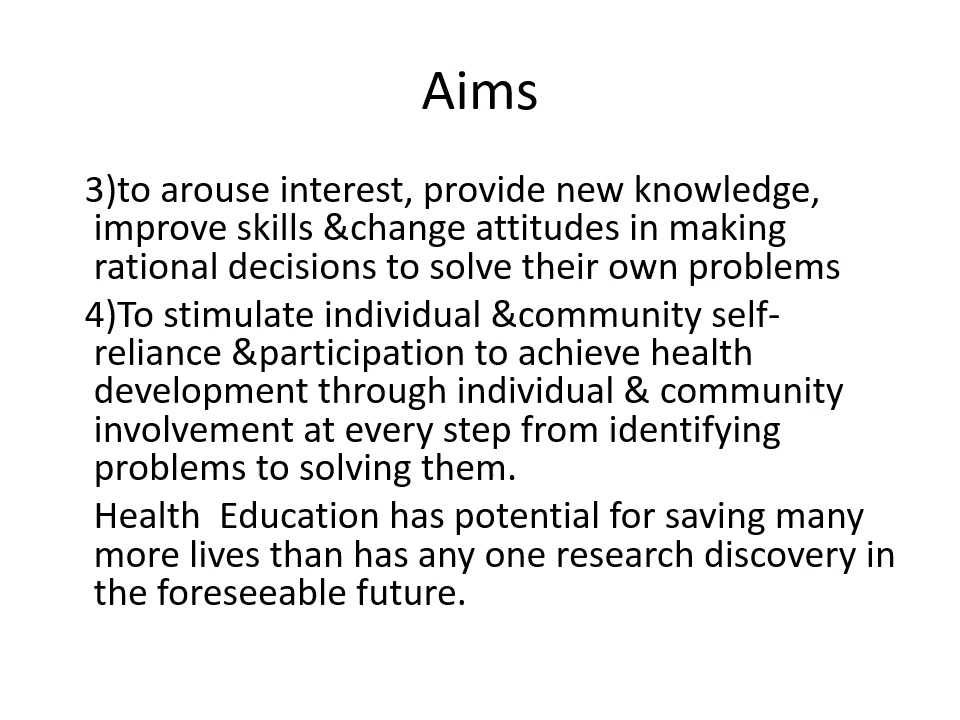 Aims
3)to arouse interest, provide new knowledge,
improve skills &change attitudes in making
rational decisions to solve their own problems
4)To stimulate individual &community self-
reliance &participation to achieve health
development through individual & community
involvement at every step from identifying
problems to solving them.
Health  Education has potential for saving many
more lives than has any one research discovery in
the foreseeable future.